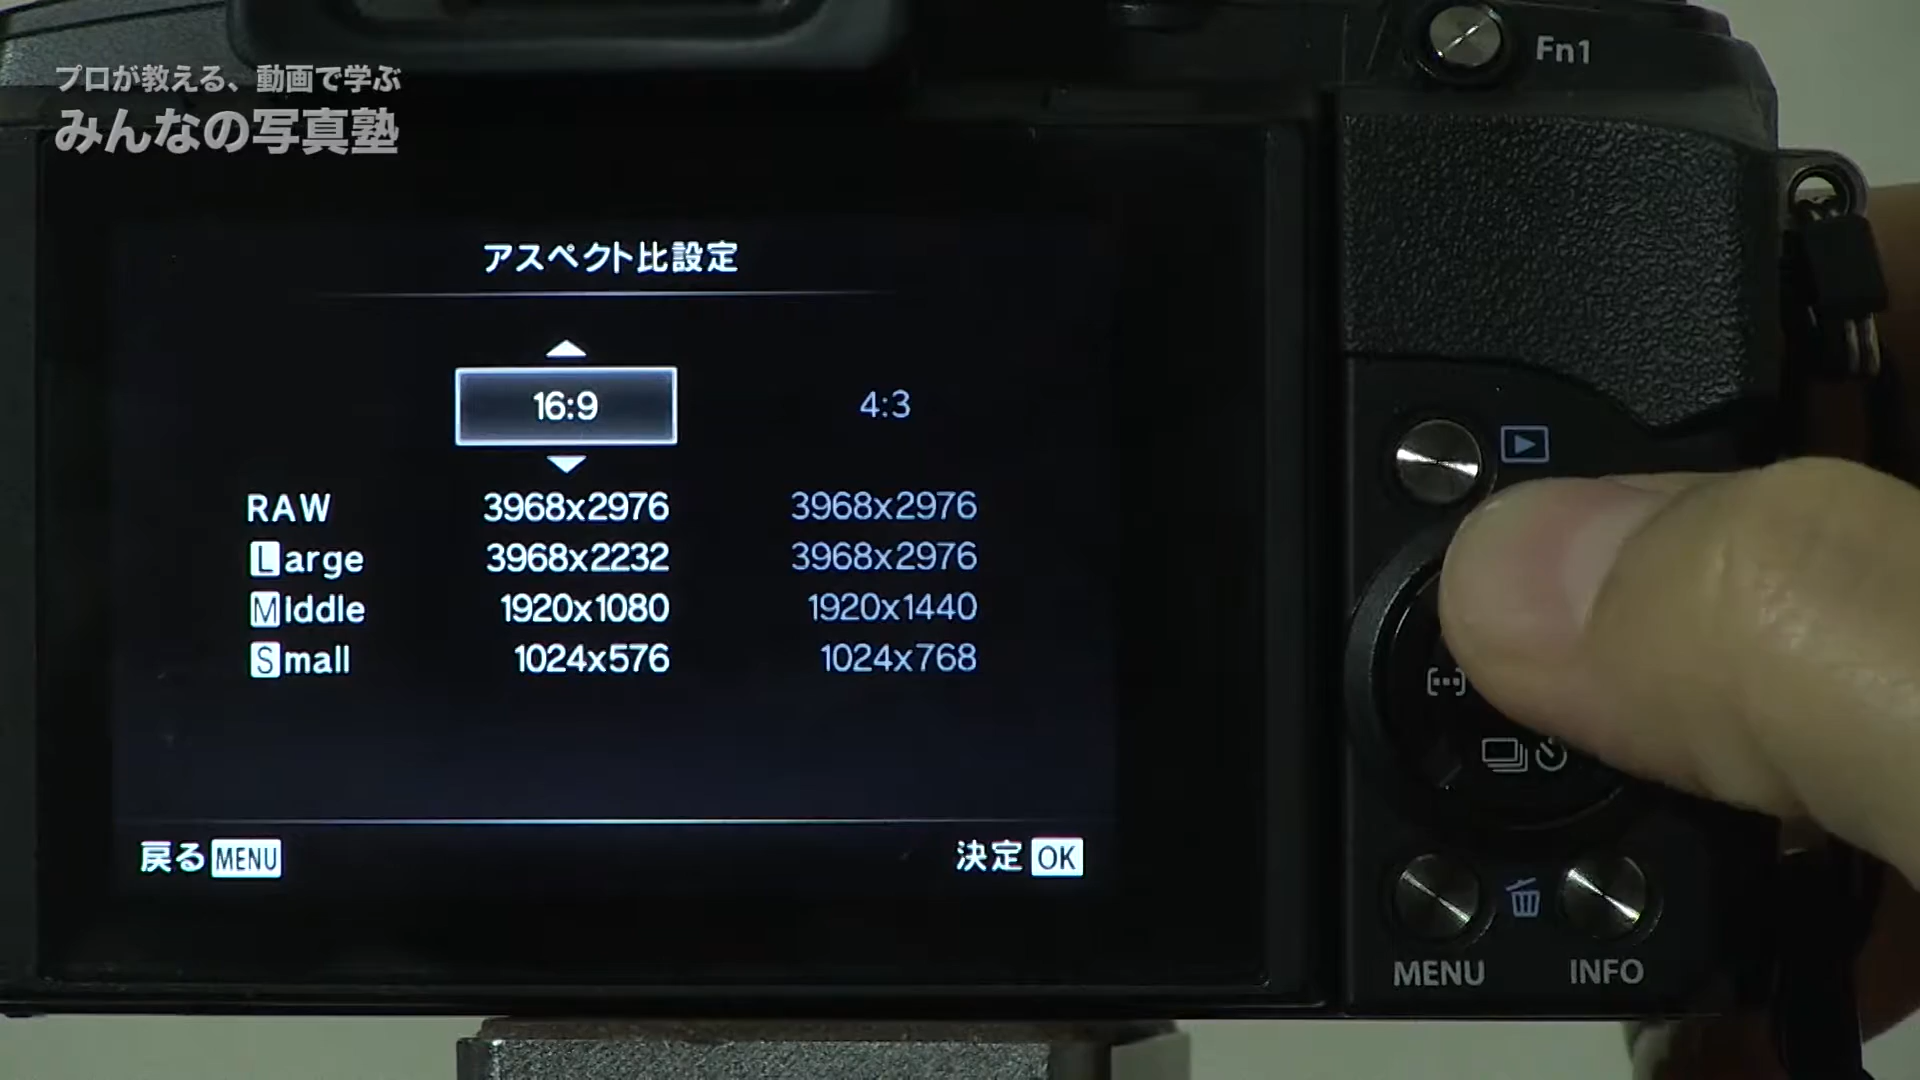 プロが教える、動画で学ぶ
みんなの写真塾
Fn1
アスペクト比設定
16:9 4:3
RAW 3968x2976 3968x2976
Large 3968x2232 3968x2976
Middle 1920x1080 1920x1440
Small 1024x576 1024x768
戻る MENU 決定 OK
MENU INFO